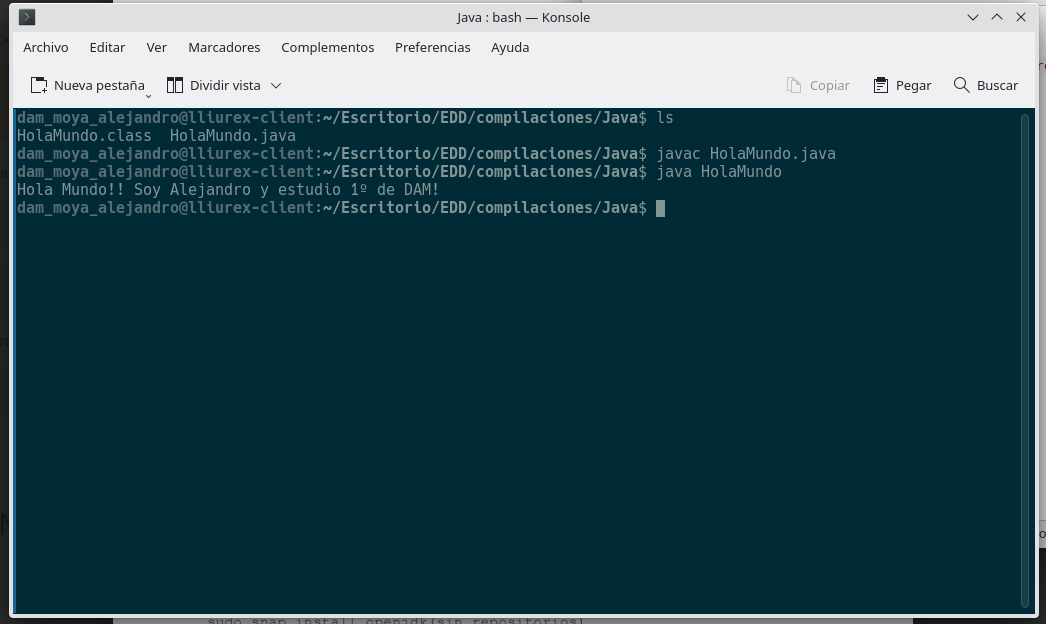 Java : bash — Konsole
Archivo Editar Ver Marcadores Complementos Preferencias Ayuda
Nueva pestaña Dividir vista Copiar Pegar Buscar
dam_moya_alejandro@lliurex-client:~/Escritorio/EDD/compilaciones/Java$ ls
HolaMundo.class HolaMundo.java
dam_moya_alejandro@lliurex-client:~/Escritorio/EDD/compilaciones/Java$ javac HolaMundo.java
dam_moya_alejandro@lliurex-client:~/Escritorio/EDD/compilaciones/Java$ java HolaMundo
Hola Mundo!! Soy Alejandro y estudio 1º de DAM!
dam_moya_alejandro@lliurex-client:~/Escritorio/EDD/compilaciones/Java$
sudo snap install openjdk(sin repositorios)